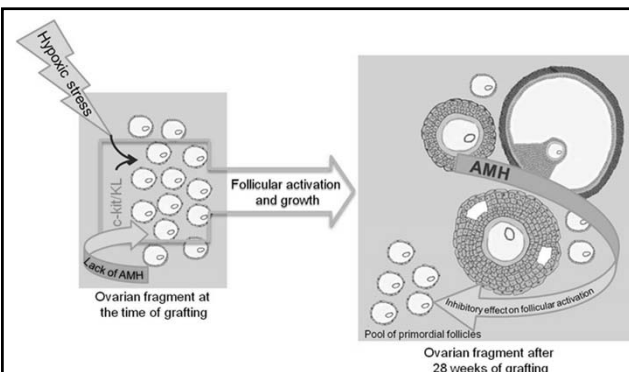 Hypoxic stress
c-kit/KL
Lack of AMH
Ovarian fragment at
the time of grafting
Follicular activation
and growth
AMH
Inhibitory effect on follicular activation
Pool of primordial follicles
Ovarian fragment after
28 weeks of grafting